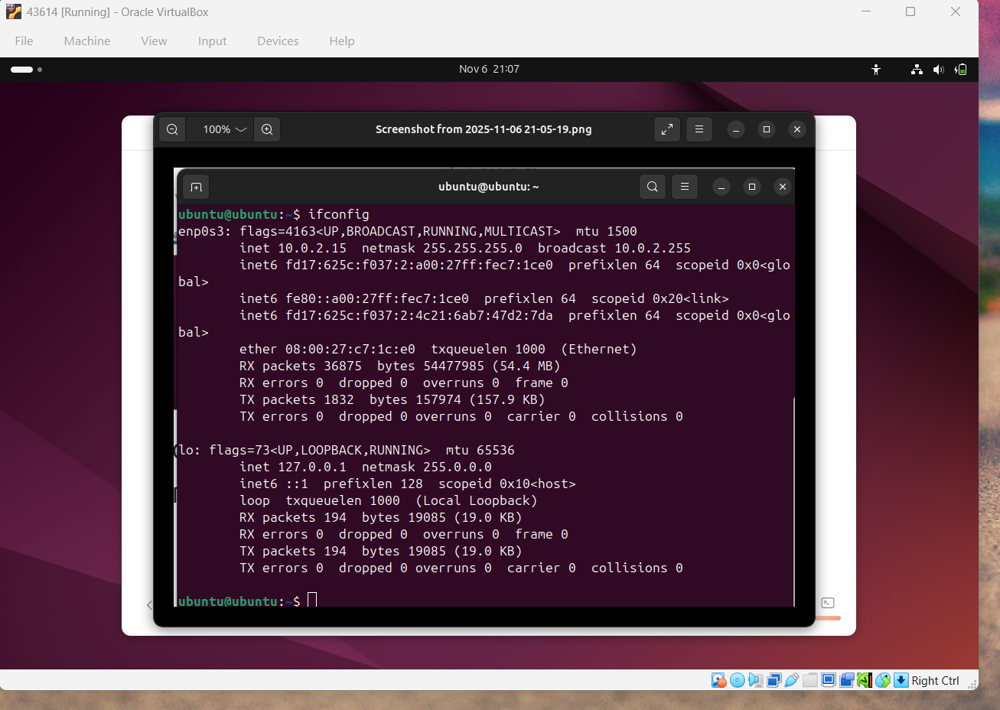 43614 [Running] - Oracle VirtualBox
File Machine View Input Devices Help
Nov 6 21:07
100% Screenshot from 2025-11-06 21-05-19.png
ubuntu@ubuntu: ~
ubuntu@ubuntu:~$ ifconfig
enp0s3: flags=4163<UP,BROADCAST,RUNNING,MULTICAST>  mtu 1500
        inet 10.0.2.15  netmask 255.255.255.0  broadcast 10.0.2.255
        inet6 fd17:625c:f037:2:a00:27ff:fec7:1ce0  prefixlen 64  scopeid 0x0<glo
bal>
        inet6 fe80::a00:27ff:fec7:1ce0  prefixlen 64  scopeid 0x20<link>
        inet6 fd17:625c:f037:2:4c21:6ab7:47d2:7da  prefixlen 64  scopeid 0x0<glo
bal>
        ether 08:00:27:c7:1c:e0  txqueuelen 1000  (Ethernet)
        RX packets 36875  bytes 54477985 (54.4 MB)
        RX errors 0  dropped 0  overruns 0  frame 0
        TX packets 1832  bytes 157974 (157.9 KB)
        TX errors 0  dropped 0 overruns 0  carrier 0  collisions 0
lo: flags=73<UP,LOOPBACK,RUNNING>  mtu 65536
        inet 127.0.0.1  netmask 255.0.0.0
        inet6 ::1  prefixlen 128  scopeid 0x10<host>
        loop  txqueuelen 1000  (Local Loopback)
        RX packets 194  bytes 19085 (19.0 KB)
        RX errors 0  dropped 0  overruns 0  frame 0
        TX packets 194  bytes 19085 (19.0 KB)
        TX errors 0  dropped 0 overruns 0  carrier 0  collisions 0
ubuntu@ubuntu:~$
Right Ctrl